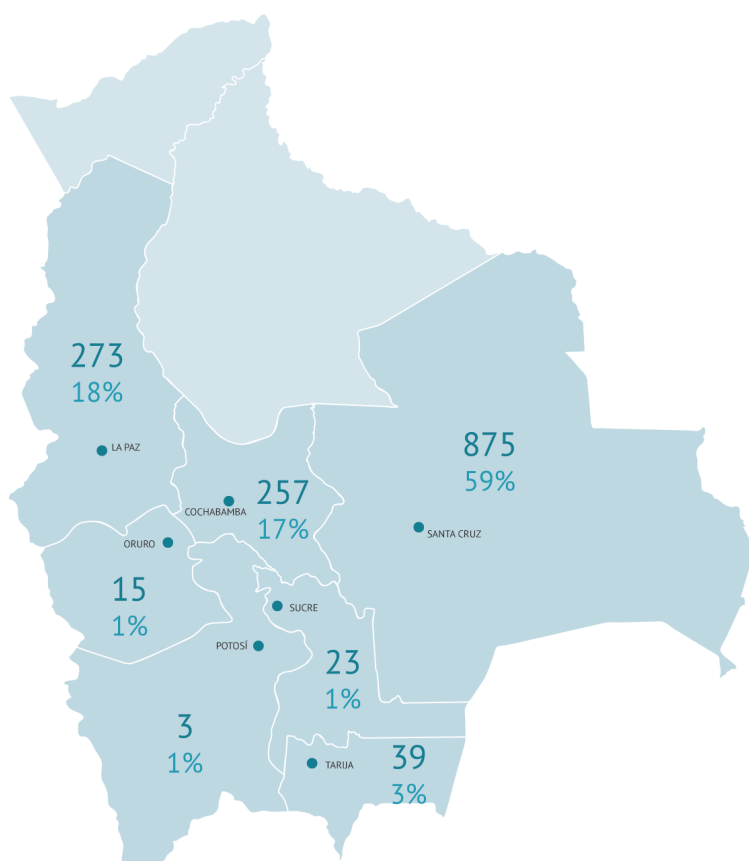 273
18%
LA PAZ
875
59%
SANTA CRUZ
257
COCHABAMBA
17%
ORURO
15
1%
SUCRE
POTOSÍ
23
1%
3
1%
TARIJA
39
3%